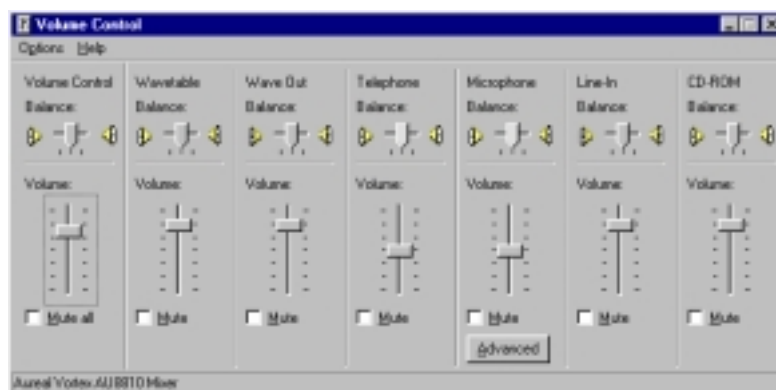 Volume Control
Options Help
Volume Control Wavetable Wave Out Telephone Microphone Line-In CD-ROM
Balance: Balance: Balance: Balance: Balance: Balance: Balance:
Volume: Volume: Volume: Volume: Volume: Volume: Volume:
Mute all Mute Mute Mute Mute Mute Mute
Advanced
Aureal Vortex AU8810 Mixer